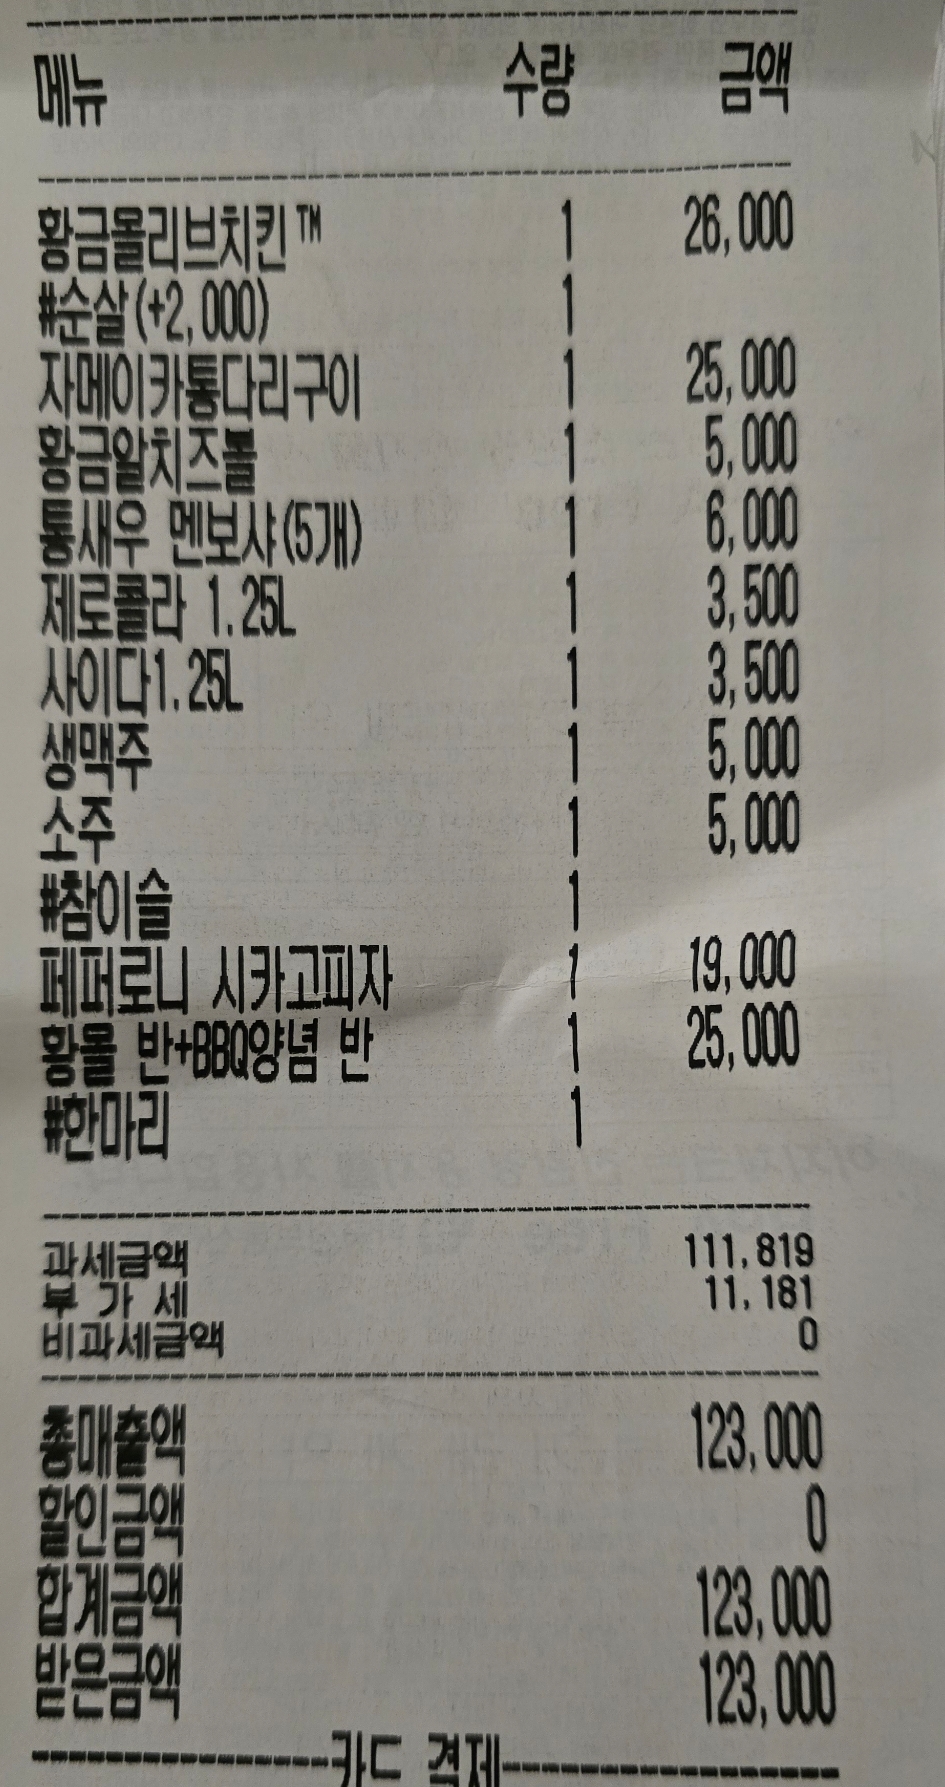 메뉴 수량 금액
황금올리브치킨™ 1 26,000
#순살(+2,000) 1
자메이카통다리구이 1 25,000
황금알치즈볼 1 5,000
통새우 멘보샤(5개) 1 6,000
제로콜라 1.25L 1 3,500
사이다1.25L 1 3,500
생맥주 1 5,000
소주 1 5,000
#참이슬 1
페퍼로니 시카고피자 1 19,000
황올 반+BBQ양념 반 1 25,000
#한마리 1
과세금액 111,819
부 가 세 11,181
비과세금액 0
총매출액 123,000
할인금액 0
합계금액 123,000
받은금액 123,000
카드 결제